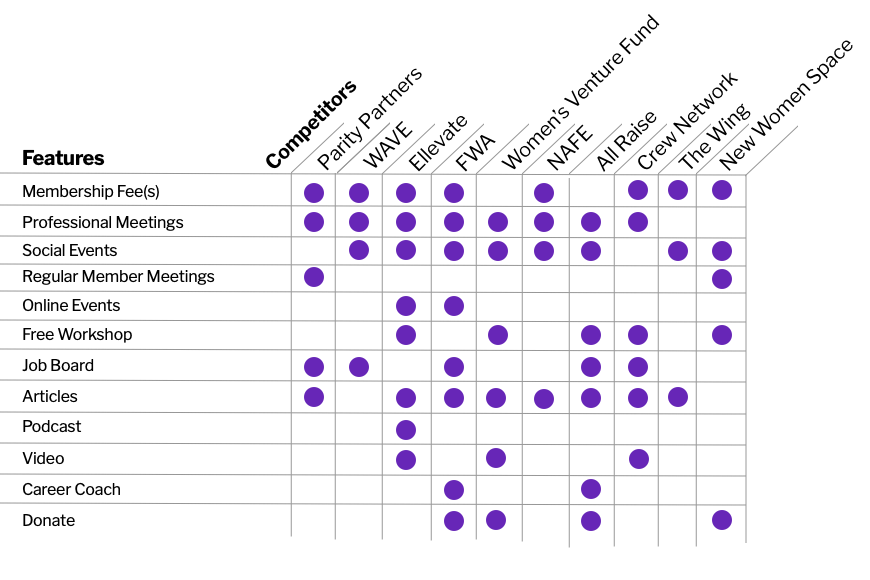 Competitors
Parity Partners
WAVE
Ellevate
FWA
Women's Venture Fund
NAFE
All Raise
Crew Network
The Wing
New Women Space
Features
Membership Fee(s)
Professional Meetings
Social Events
Regular Member Meetings
Online Events
Free Workshop
Job Board
Articles
Podcast
Video
Career Coach
Donate